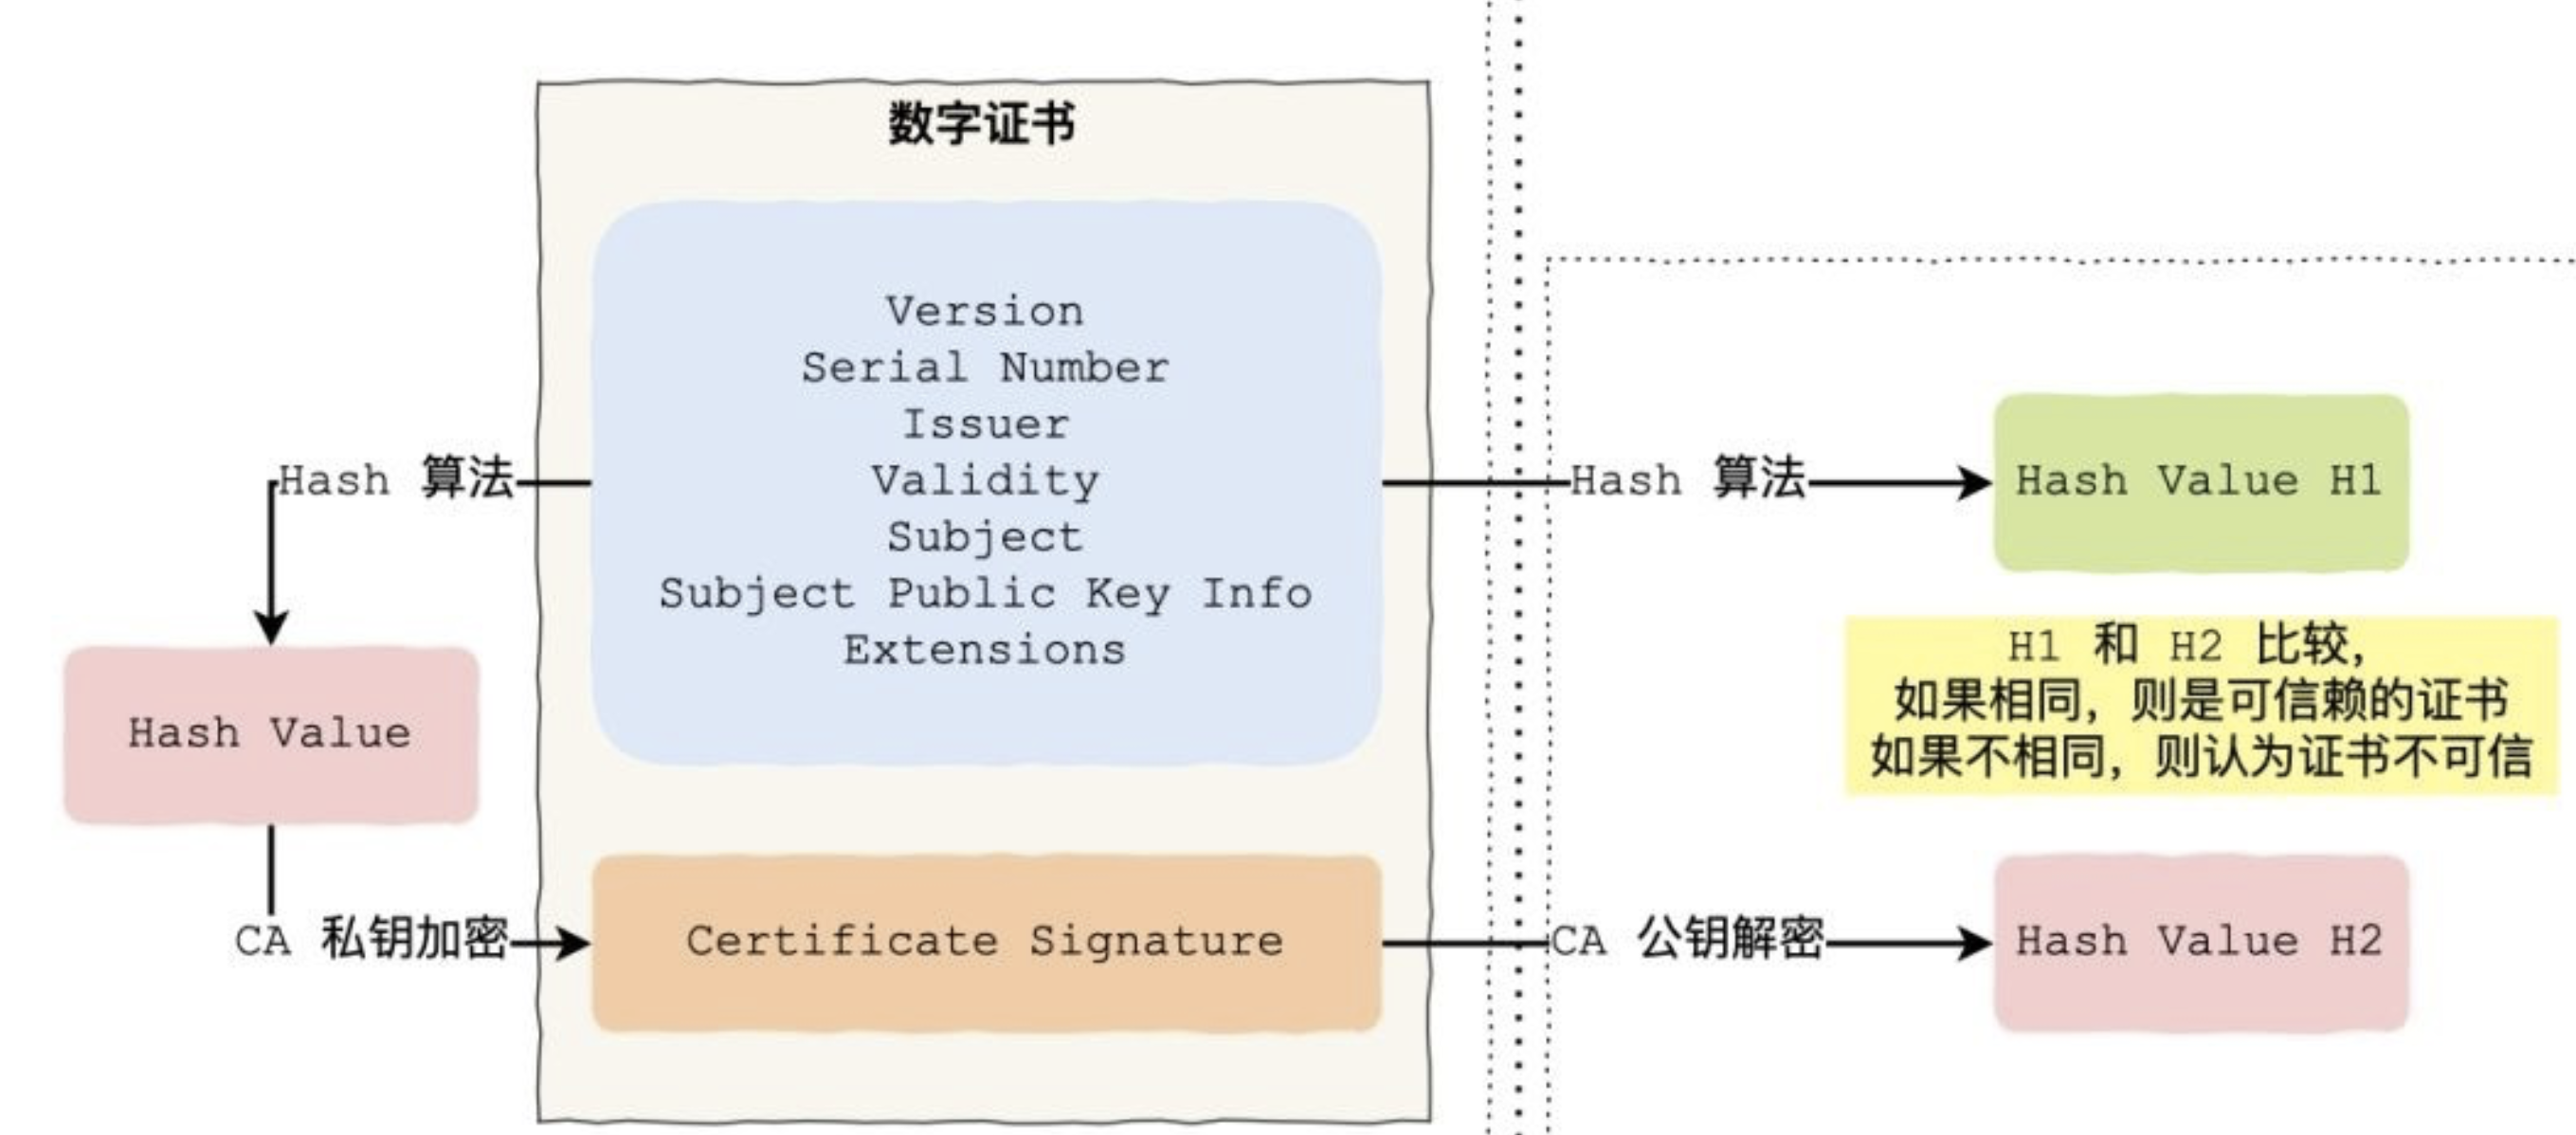 数字证书
Version
Serial Number
Issuer
Validity
Subject
Subject Public Key Info
Extensions
Hash 算法
Hash Value
CA 私钥加密
Certificate Signature
Hash 算法
Hash Value H1
H1 和 H2 比较,
如果相同，则是可信赖的证书
如果不相同，则认为证书不可信
CA 公钥解密
Hash Value H2